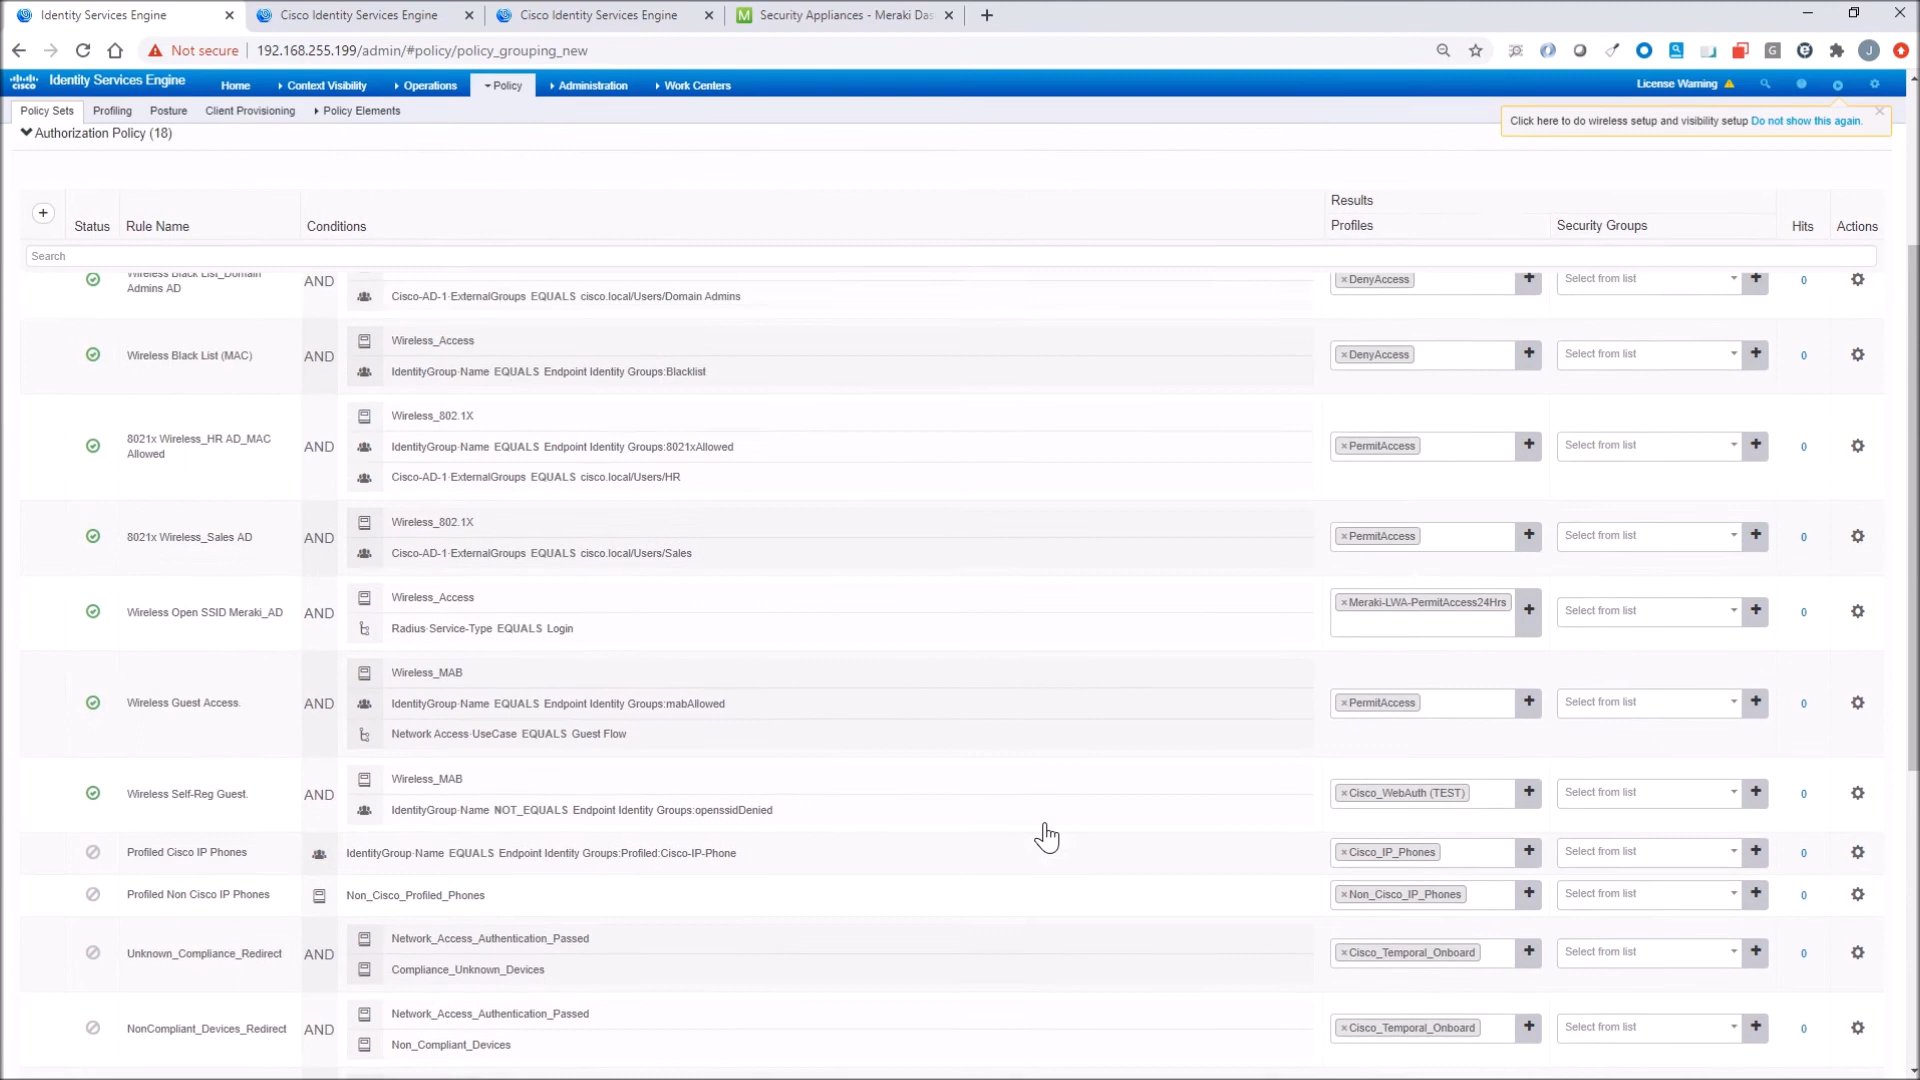 Identity Services Engine
Cisco Identity Services Engine
Cisco Identity Services Engine
Security Appliances - Meraki Das
Not secure
192.168.255.199/admin/#policy/policy_grouping_new
G
J
cisco
Identity Services Engine
Home
Context Visibility
Operations
Policy
Administration
Work Centers
License Warning
Policy Sets
Profiling
Posture
Client Provisioning
Policy Elements
Click here to do wireless setup and visibility setup Do not show this again.
Authorization Policy (18)
Results
Status
Rule Name
Conditions
Profiles
Security Groups
Hits
Actions
Search
Wireless Black List_Domain
Admins AD
AND
Cisco-AD-1·ExternalGroups EQUALS cisco.local/Users/Domain Admins
DenyAccess
Select from list
0
Wireless Black List (MAC)
AND
Wireless_Access
IdentityGroup·Name EQUALS Endpoint Identity Groups:Blacklist
DenyAccess
Select from list
0
8021x Wireless_HR AD_MAC
Allowed
AND
Wireless_802.1X
IdentityGroup·Name EQUALS Endpoint Identity Groups:8021xAllowed
Cisco-AD-1·ExternalGroups EQUALS cisco.local/Users/HR
PermitAccess
Select from list
0
8021x Wireless_Sales AD
AND
Wireless_802.1X
Cisco-AD-1·ExternalGroups EQUALS cisco.local/Users/Sales
PermitAccess
Select from list
0
Wireless Open SSID Meraki_AD
AND
Wireless_Access
Radius·Service-Type EQUALS Login
Meraki-LWA-PermitAccess24Hrs
Select from list
0
Wireless Guest Access.
AND
Wireless_MAB
IdentityGroup·Name EQUALS Endpoint Identity Groups:mabAllowed
Network Access·UseCase EQUALS Guest Flow
PermitAccess
Select from list
0
Wireless Self-Reg Guest.
AND
Wireless_MAB
IdentityGroup·Name NOT_EQUALS Endpoint Identity Groups:openssidDenied
Cisco_WebAuth (TEST)
Select from list
0
Profiled Cisco IP Phones
IdentityGroup·Name EQUALS Endpoint Identity Groups:Profiled:Cisco-IP-Phone
Cisco_IP_Phones
Select from list
0
Profiled Non Cisco IP Phones
Non_Cisco_Profiled_Phones
Non_Cisco_IP_Phones
Select from list
0
Unknown_Compliance_Redirect
AND
Network_Access_Authentication_Passed
Compliance_Unknown_Devices
Cisco_Temporal_Onboard
Select from list
0
NonCompliant_Devices_Redirect
AND
Network_Access_Authentication_Passed
Non_Compliant_Devices
Cisco_Temporal_Onboard
Select from list
0